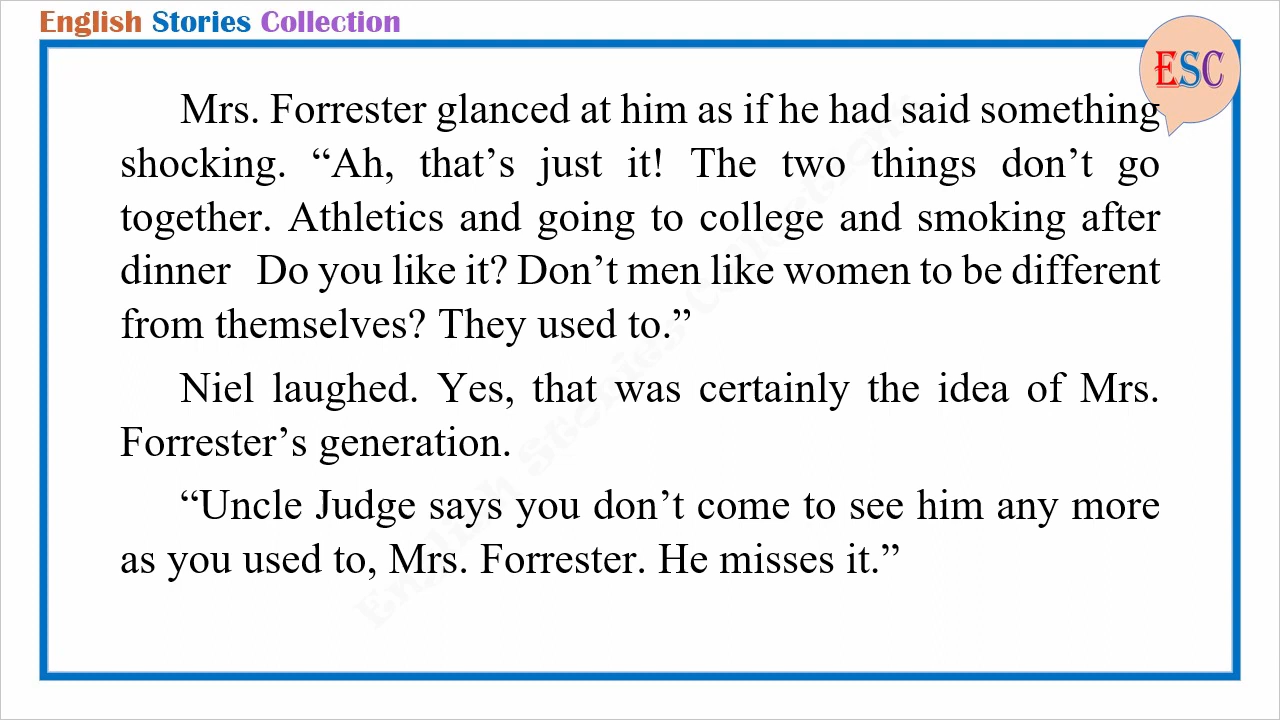 English Stories Collection
ESC
Mrs. Forrester glanced at him as if he had said something
shocking. “Ah, that’s just it! The two things don’t go
together. Athletics and going to college and smoking after
dinner Do you like it? Don’t men like women to be different
from themselves? They used to.”
Niel laughed. Yes, that was certainly the idea of Mrs.
Forrester’s generation.
“Uncle Judge says you don’t come to see him any more
as you used to, Mrs. Forrester. He misses it.”
English Stories Collection